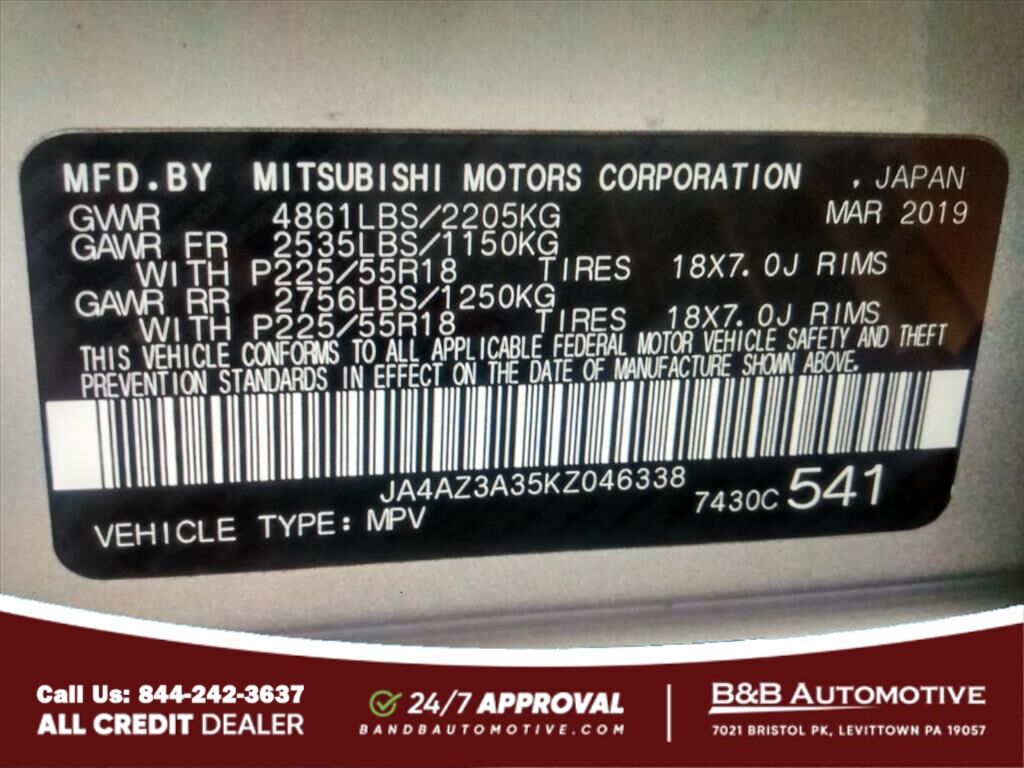 MFD.BY MITSUBISHI MOTORS CORPORATION , JAPAN
GVWR 4861LBS/2205KG MAR 2019
GAWR FR 2535LBS/1150KG
WITH P225/55R18 TIRES 18X7.0J RIMS
GAWR RR 2756LBS/1250KG
WITH P225/55R18 TIRES 18X7.0J RIMS
THIS VEHICLE CONFORMS TO ALL APPLICABLE FEDERAL MOTOR VEHICLE SAFETY AND THEFT
PREVENTION STANDARDS IN EFFECT ON THE DATE OF MANUFACTURE SHOWN ABOVE.
JA4AZ3A35KZ046338
7430C 541
VEHICLE TYPE: MPV
Call Us: 844-242-3637
ALL CREDIT DEALER
24/7 APPROVAL
BANDBAUTOMOTIVE.COM
B&B AUTOMOTIVE
7021 BRISTOL PK, LEVITTOWN PA 19057